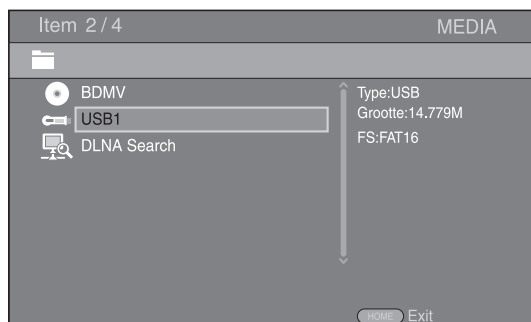 Item 2/4 MEDIA
BDMV
USB1
DLNA Search
Type:USB
Grootte:14.779M
FS:FAT16
HOME Exit